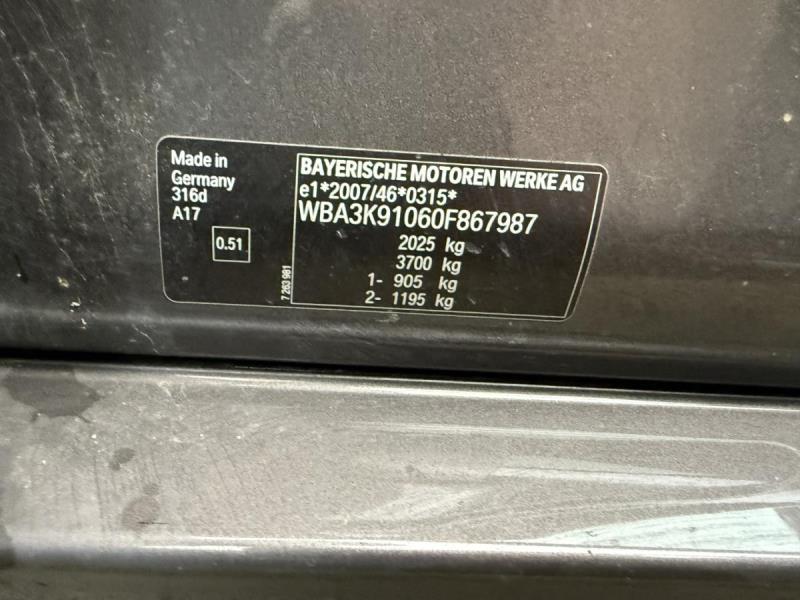 Made in
Germany
316d
A17
0.51
7 263 981
BAYERISCHE MOTOREN WERKE AG
e1*2007/46*0315*
WBA3K91060F867987
2025 kg
3700 kg
1- 905 kg
2- 1195 kg